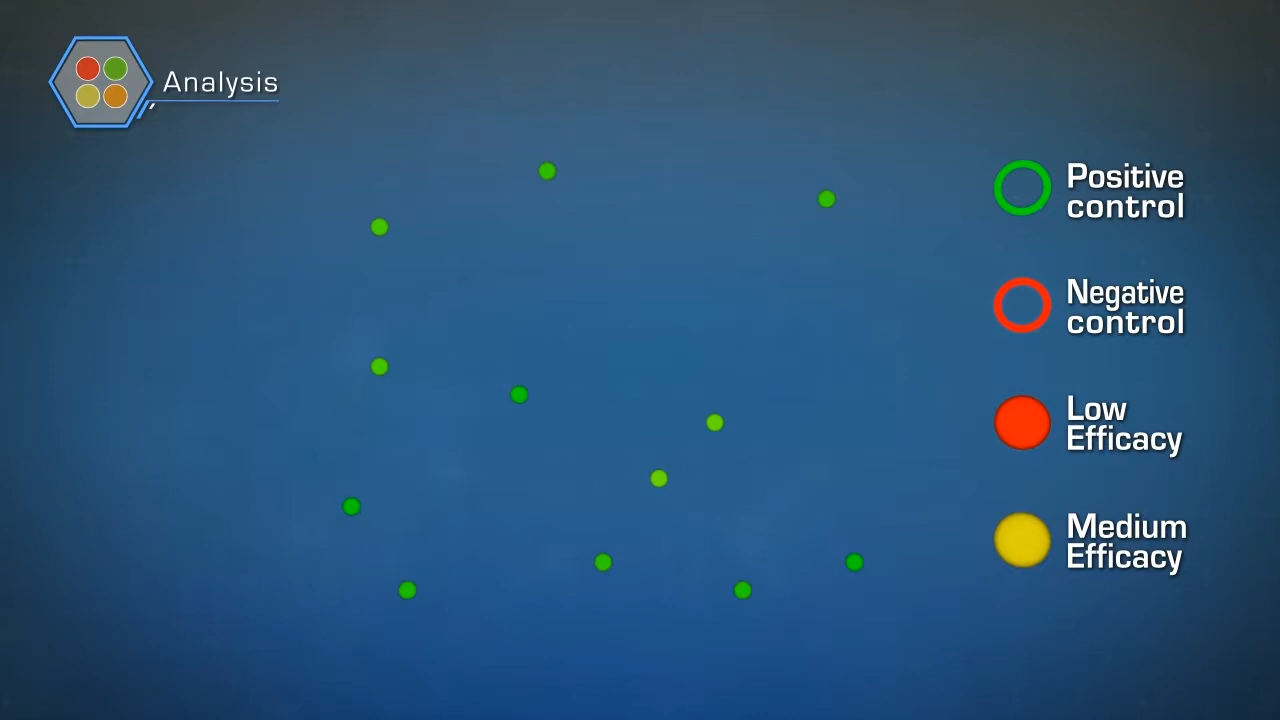 Analysis
Positive
control
Negative
control
Low
Efficacy
Medium
Efficacy